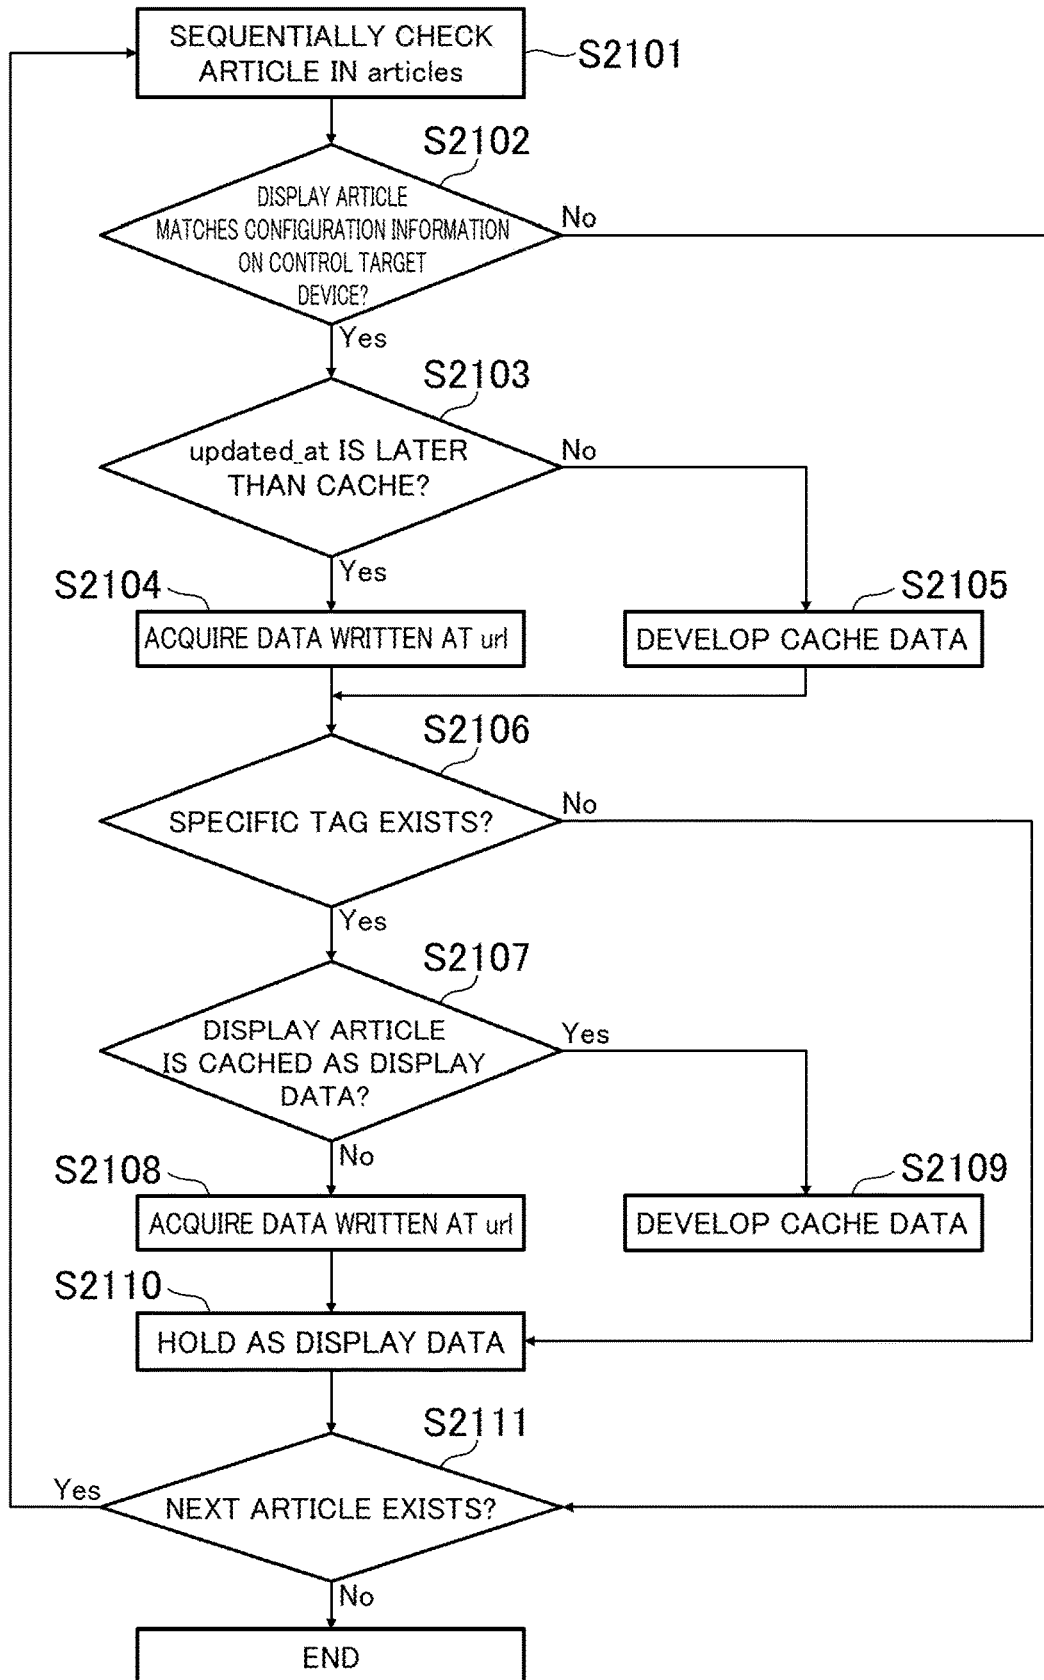 SEQUENTIALLY CHECK
ARTICLE IN articles
S2101
S2102
DISPLAY ARTICLE
MATCHES CONFIGURATION INFORMATION
ON CONTROL TARGET
DEVICE?
No
Yes
S2103
updated_at IS LATER
THAN CACHE?
No
Yes
S2104
ACQUIRE DATA WRITTEN AT url
S2105
DEVELOP CACHE DATA
S2106
SPECIFIC TAG EXISTS?
No
Yes
S2107
DISPLAY ARTICLE
IS CACHED AS DISPLAY
DATA?
Yes
No
S2108
ACQUIRE DATA WRITTEN AT url
S2109
DEVELOP CACHE DATA
S2110
HOLD AS DISPLAY DATA
S2111
Yes
NEXT ARTICLE EXISTS?
No
END